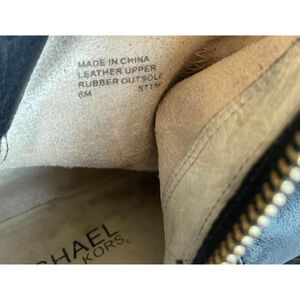 MADE IN CHINA
LEATHER UPPER
RUBBER OUTSOLE
6M
CHAEL
KORS